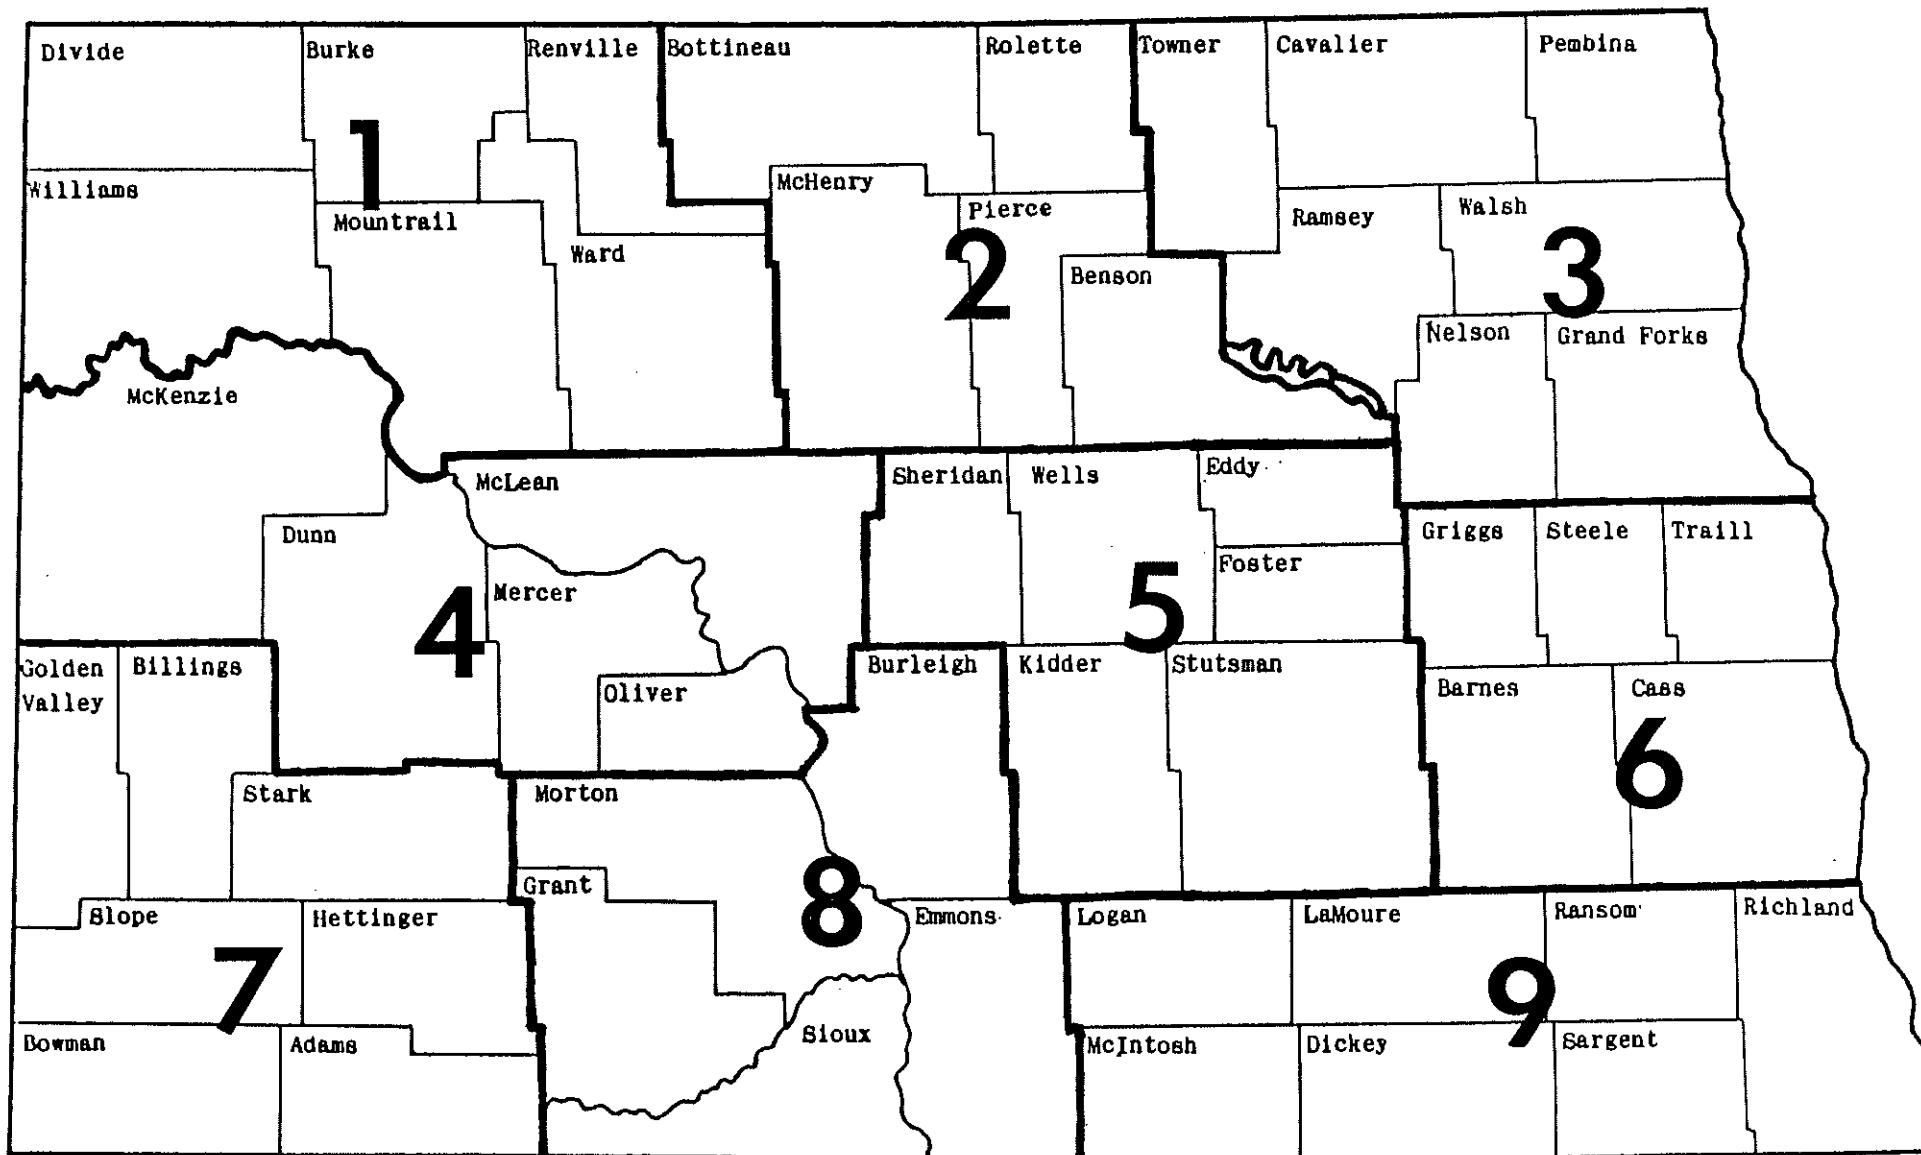 Divide
Burke
Renville
Bottineau
Rolette
Towner
Cavalier
Pembina
1
Williams
Mountrail
Ward
McHenry
Pierce
2
Benson
Ramsey
Walsh
3
Nelson
Grand Forks
McKenzie
McLean
Sheridan
Wells
Eddy
Dunn
Mercer
4
Foster
5
Griggs
Steele
Traill
Golden
Valley
Billings
Oliver
Burleigh
Kidder
Stutsman
Barnes
Cass
6
Stark
Morton
Grant
8
Slope
Hettinger
7
Emmons
Logan
LaMoure
Ransom
Richland
9
Bowman
Adams
Sioux
McIntosh
Dickey
Sargent